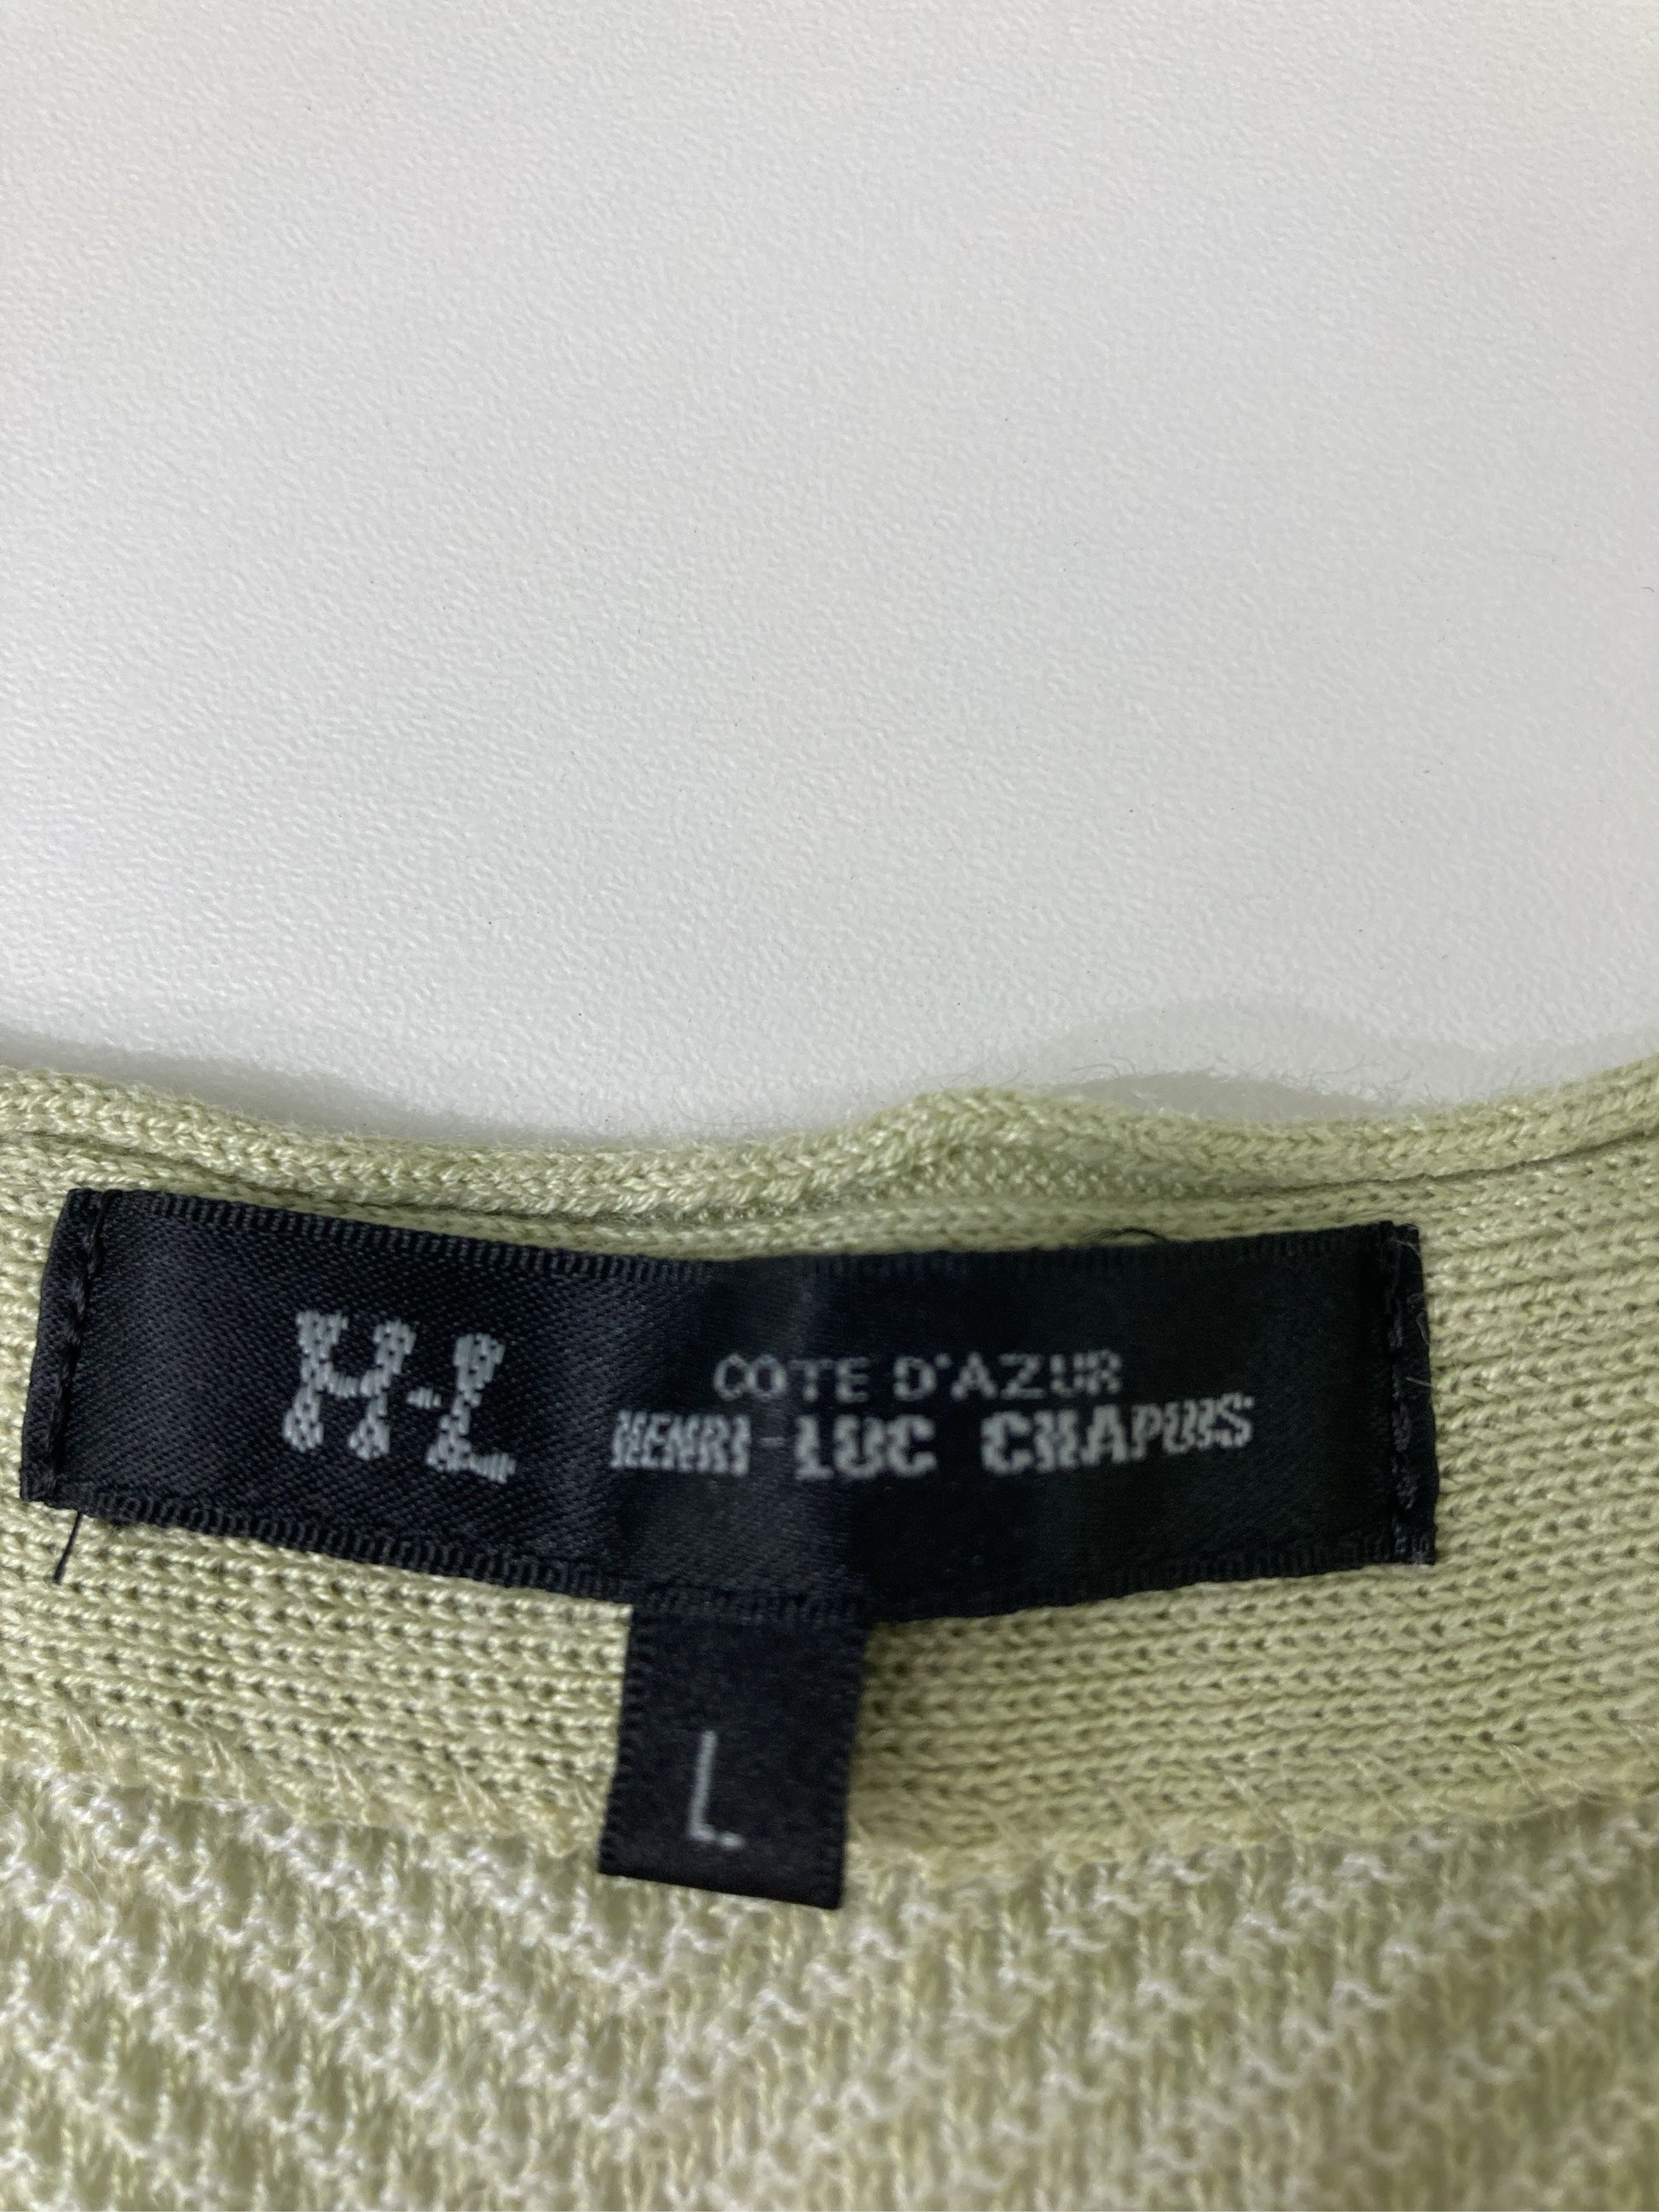 H-L
COTE D'AZUR
HENRI-LUC CHAPUIS
L